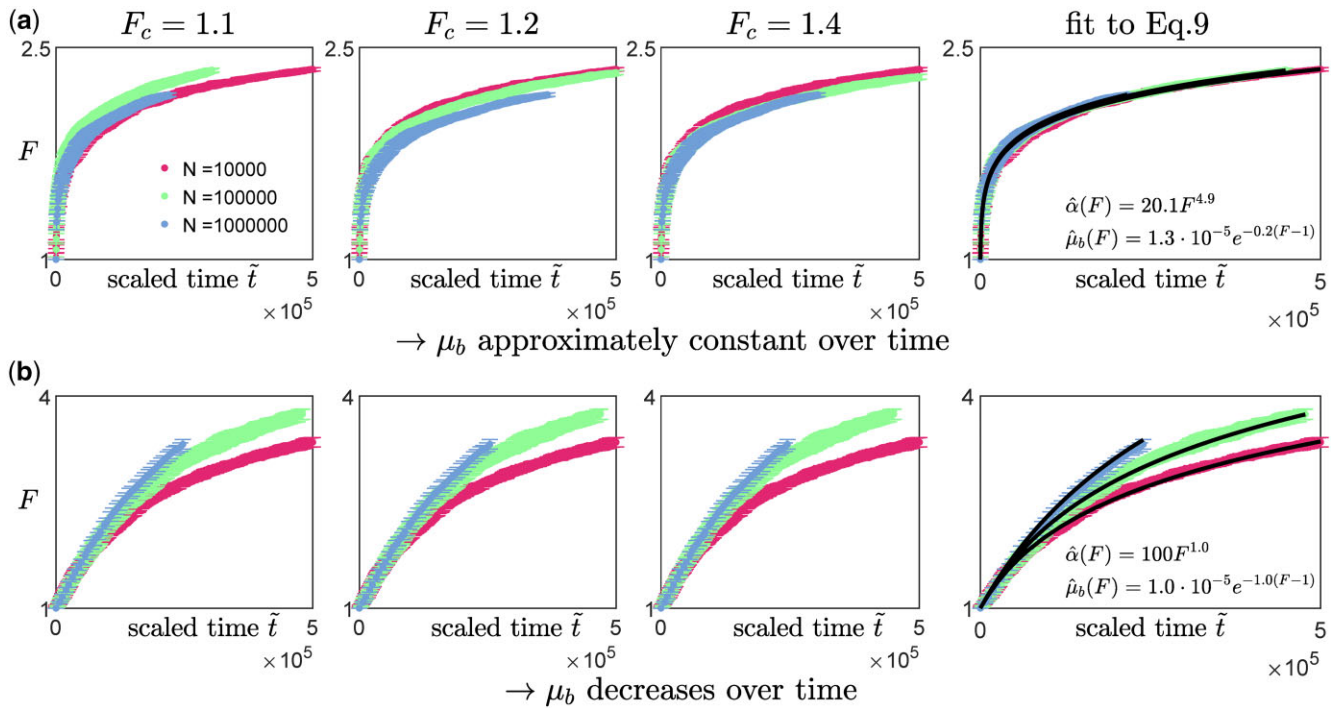 (a)
F_c = 1.1
F_c = 1.2
F_c = 1.4
fit to Eq.9
2.5
2.5
2.5
2.5
F
N =10000
N =100000
N =1000000
α̂(F) = 20.1F^{4.9}
μ̂_b(F) = 1.3 · 10^{-5}e^{-0.2(F−1)}
1
1
1
1
0 scaled time t̃ 5
0 scaled time t̃ 5
0 scaled time t̃ 5
0 scaled time t̃ 5
×10^5
×10^5
×10^5
×10^5
→ μ_b approximately constant over time
(b)
4
4
4
4
F
α̂(F) = 100F^{1.0}
μ̂_b(F) = 1.0 · 10^{-5}e^{-1.0(F−1)}
1
1
1
1
0 scaled time t̃ 5
0 scaled time t̃ 5
0 scaled time t̃ 5
0 scaled time t̃ 5
×10^5
×10^5
×10^5
×10^5
→ μ_b decreases over time